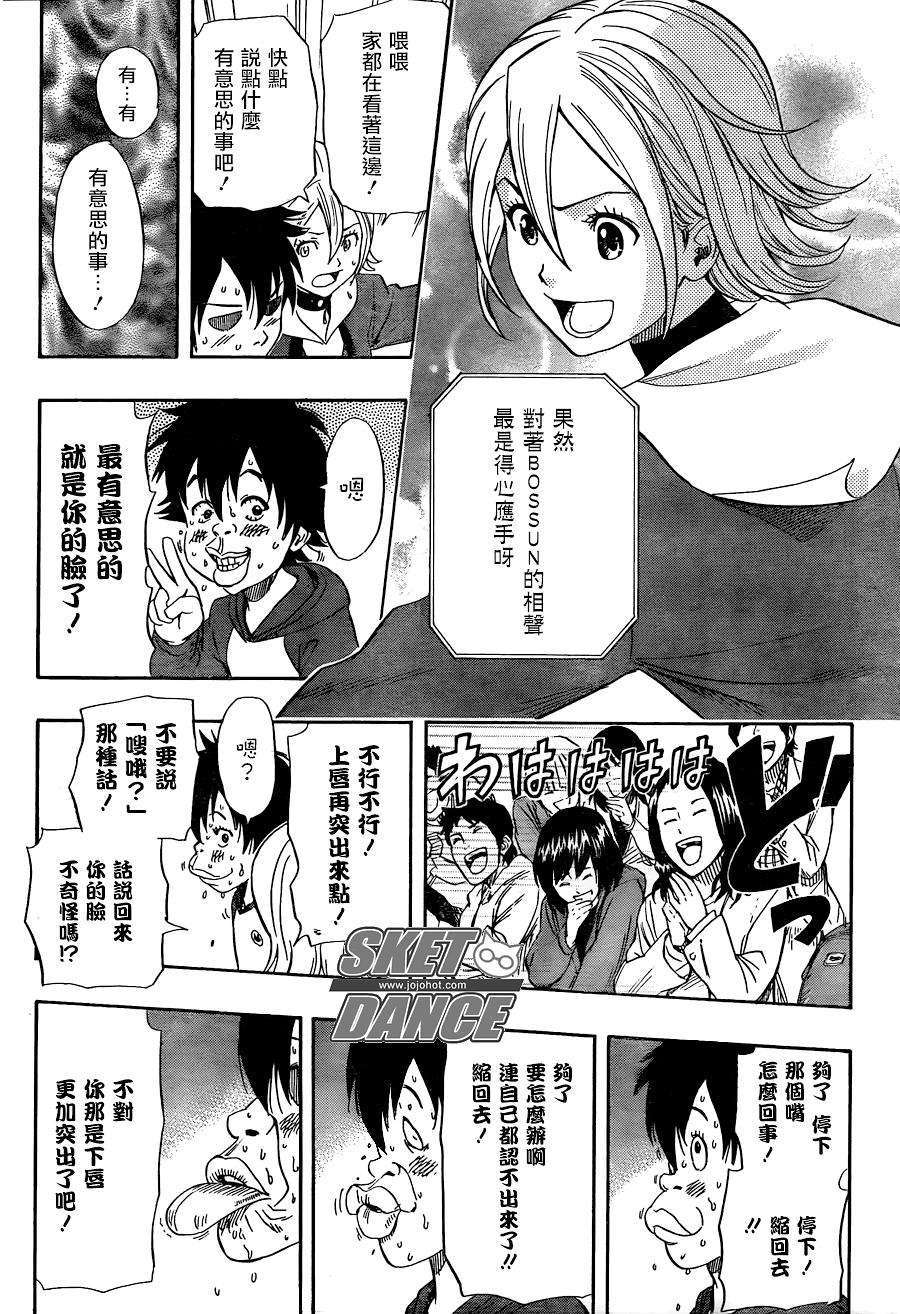 喂喂
家都在看著這邊！
快點
說點什麼
有意思的事吧！
有…有
有意思的事……！
果然
對著BOSSUN的相聲
最是得心應手呀
嗯
最有意思的
就是你的臉了！
わはははは
ドッ
不行不行！
上唇再突出來點！
嗯？
不要說
「嗖哦？」
那種話！
話說回來
你的臉
不奇怪嗎！？
SKET
www.jojohot.com
DANCE
夠了 停下
那個嘴
怎麼回事
停下！
縮回去
！！
夠了
要怎麼辦啊
連自己都認不出來了！！
縮回去！
不對
你那是下唇
更加突出了吧！